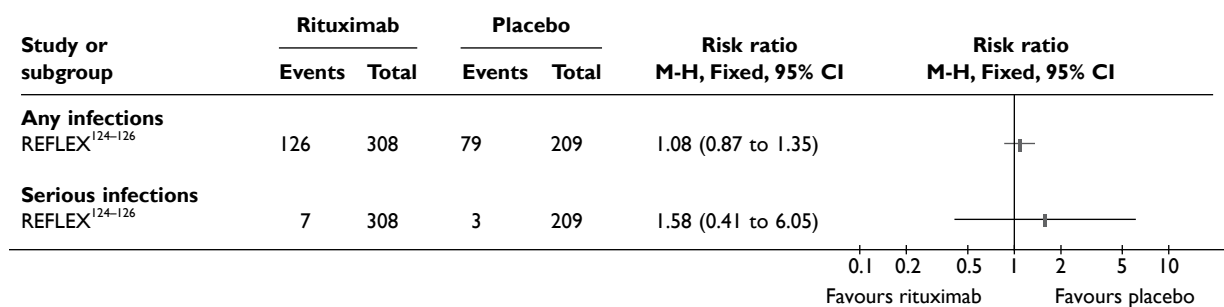 Rituximab Placebo
Study or subgroup Events Total Events Total Risk ratio M-H, Fixed, 95% CI Risk ratio M-H, Fixed, 95% CI
Any infections
REFLEX124–126 126 308 79 209 1.08 (0.87 to 1.35)
Serious infections
REFLEX124–126 7 308 3 209 1.58 (0.41 to 6.05)
0.1 0.2 0.5 1 2 5 10
Favours rituximab Favours placebo